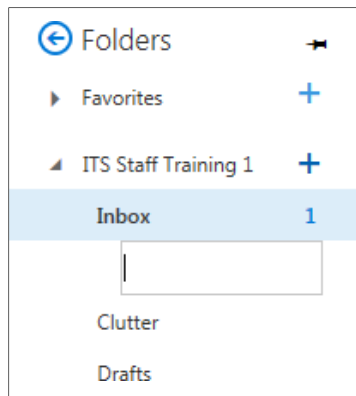 Folders
Favorites +
ITS Staff Training 1 +
Inbox 1
Clutter
Drafts